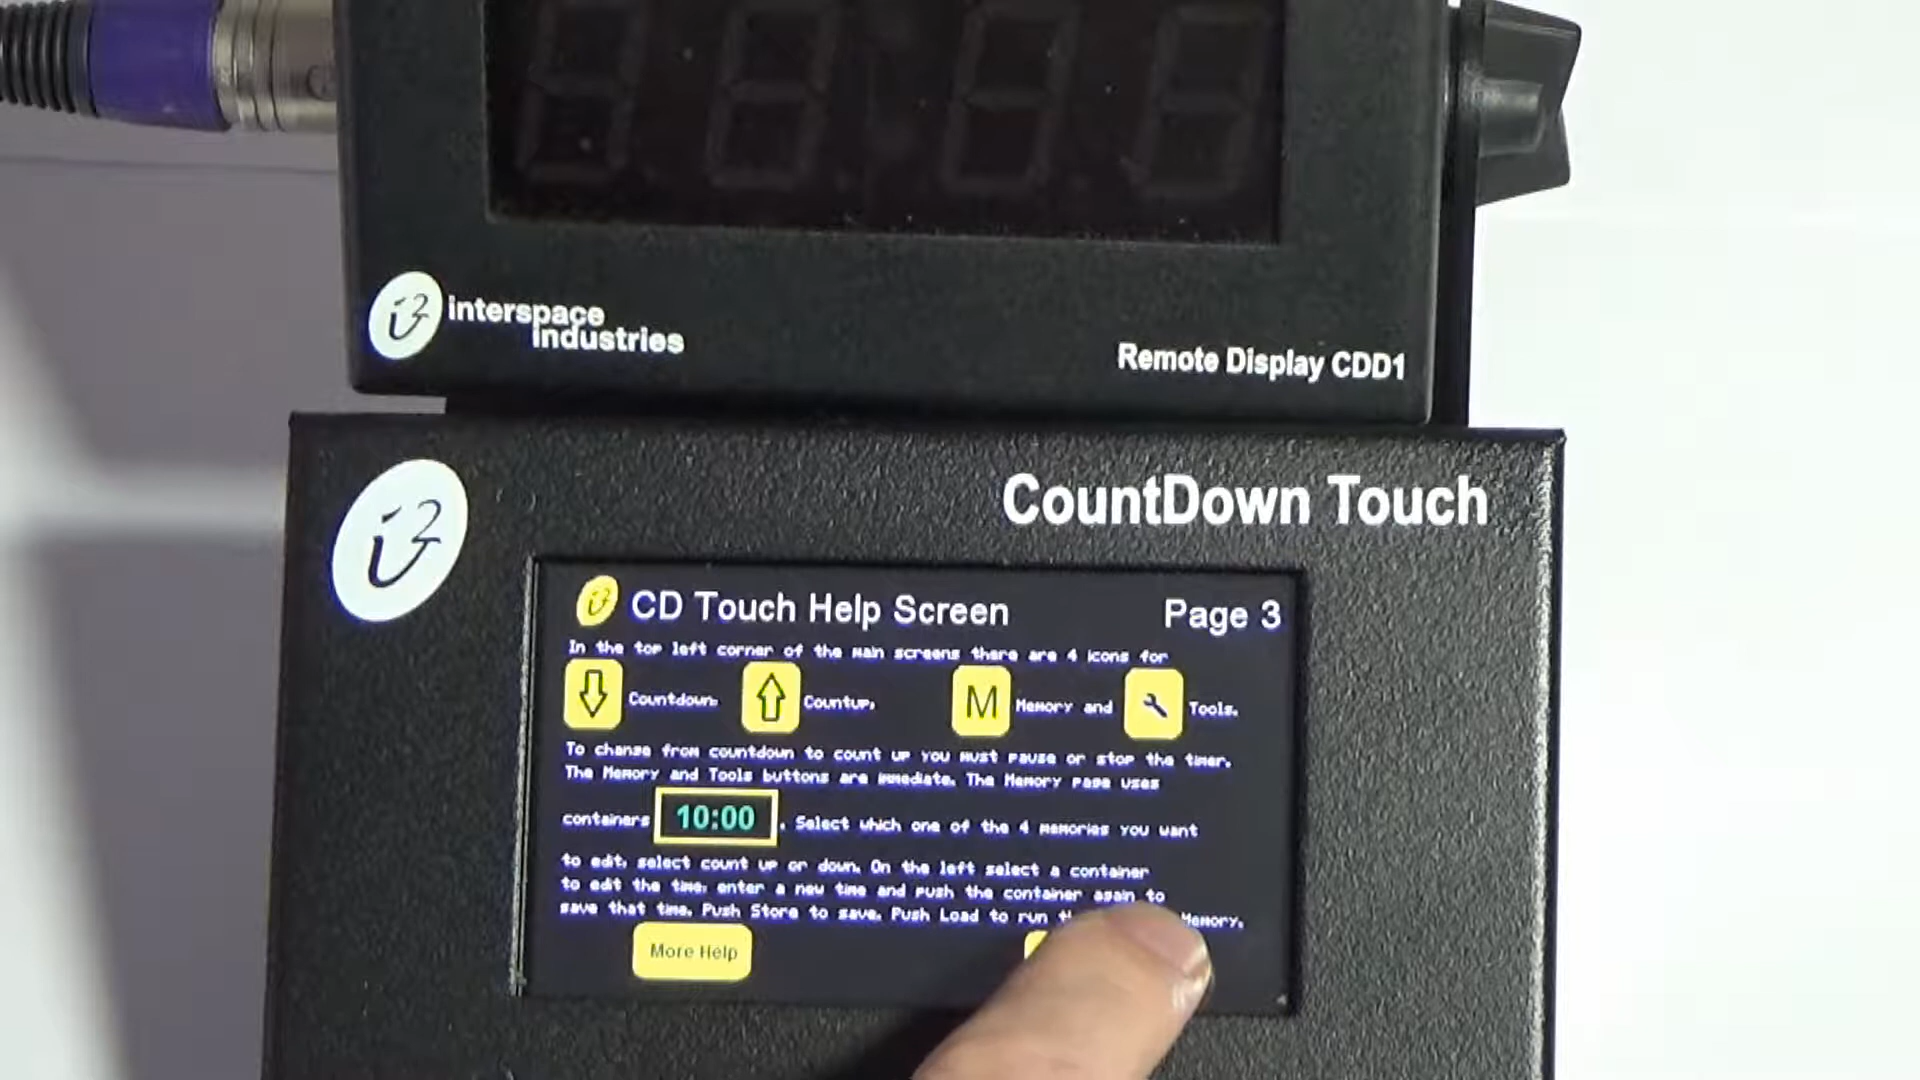 interspace
industries
Remote Display CDD1
CountDown Touch
CD Touch Help Screen Page 3
In the top left corner of the main screens there are 4 icons for
Countdown. Countup. M Memory and Tools.
To change from countdown to count up you must pause or stop the timer.
The Memory and Tools buttons are immediate. The Memory page uses
containers 10:00 . Select which one of the 4 memories you want
to edit, select count up or down. On the left select a container
to edit the time, enter a new time and push the container again to
save that time. Push Store to save. Push Load to run Memory.
More Help